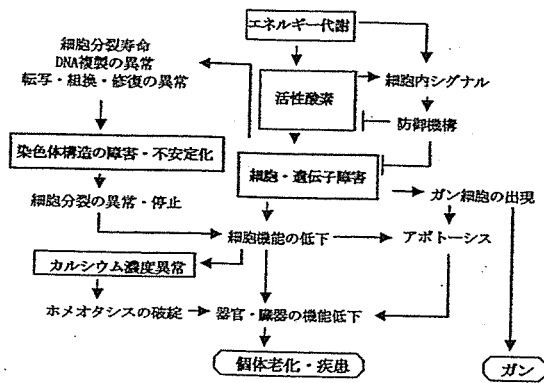 エネルギー代謝
細胞分裂寿命
DNA複製の異常
転写・組換・修復の異常
活性酸素
細胞内シグナル
防御機構
染色体構造の障害・不安定化
細胞・遺伝子障害
細胞分裂の異常・停止
ガン細胞の出現
細胞機能の低下
アポトーシス
カルシウム濃度異常
ホメオタシスの破綻
器官・臓器の機能低下
個体老化・疾患
ガン